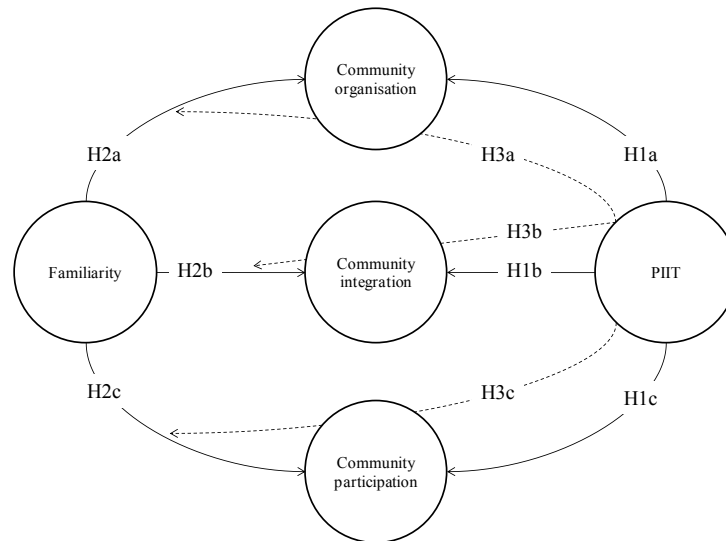 Community
organisation
H2a
H3a
H1a
H3b
Familiarity
H2b
Community
integration
H1b
PIIT
H2c
H3c
H1c
Community
participation